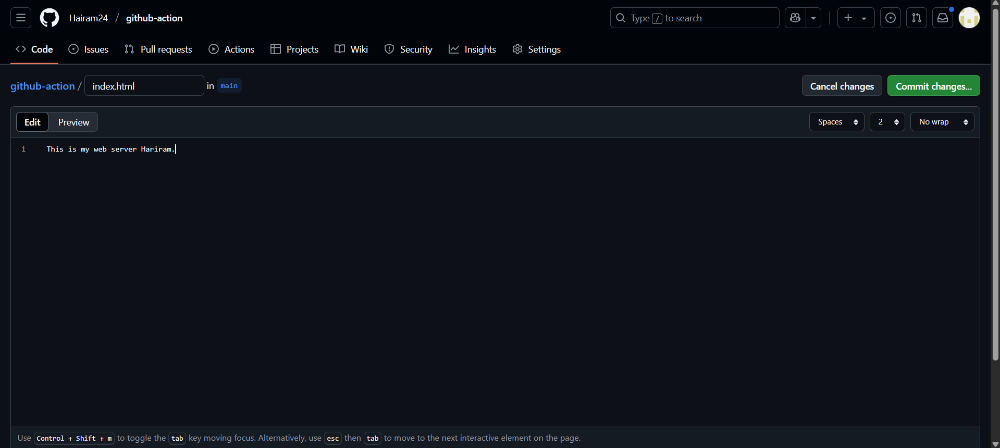 Hairam24 / github-action
Type / to search
Code Issues Pull requests Actions Projects Wiki Security Insights Settings
github-action / index.html in main
Cancel changes Commit changes...
Edit Preview
Spaces 2 No wrap
1 This is my web server Hariram.
Use Control + Shift + m to toggle the tab key moving focus. Alternatively, use esc then tab to move to the next interactive element on the page.